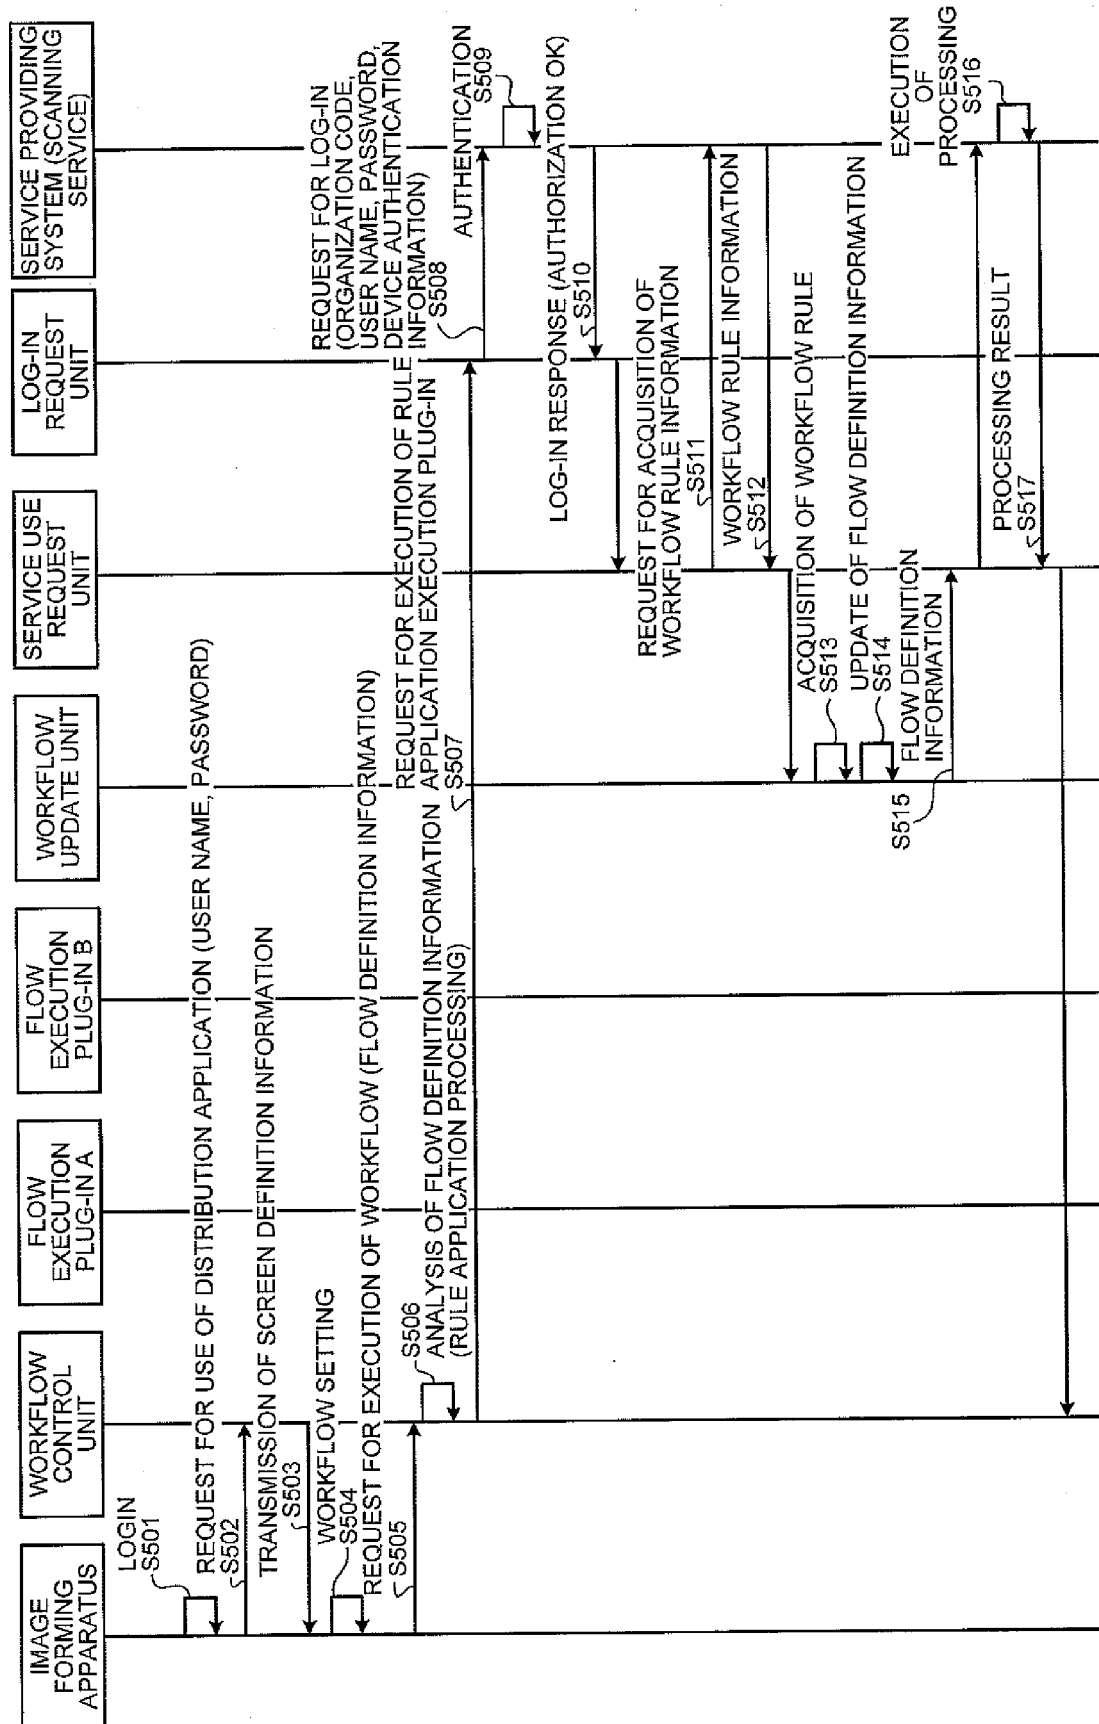 IMAGE
FORMING
APPARATUS
WORKFLOW
CONTROL
UNIT
FLOW
EXECUTION
PLUG-IN A
FLOW
EXECUTION
PLUG-IN B
WORKFLOW
UPDATE UNIT
SERVICE USE
REQUEST
UNIT
LOG-IN
REQUEST
UNIT
SERVICE PROVIDING
SYSTEM (SCANNING
SERVICE)
LOGIN
S501
REQUEST FOR USE OF DISTRIBUTION APPLICATION (USER NAME, PASSWORD)
S502
TRANSMISSION OF SCREEN DEFINITION INFORMATION
S503
WORKFLOW SETTING
S504
REQUEST FOR EXECUTION OF WORKFLOW (FLOW DEFINITION INFORMATION)
S505
S506
ANALYSIS OF FLOW DEFINITION INFORMATION
(RULE APPLICATION PROCESSING)
REQUEST FOR EXECUTION OF RULE
APPLICATION EXECUTION PLUG-IN
S507
REQUEST FOR LOG-IN
(ORGANIZATION CODE,
USER NAME, PASSWORD,
DEVICE AUTHENTICATION
INFORMATION)
S508
AUTHENTICATION
S509
LOG-IN RESPONSE (AUTHORIZATION OK)
S510
REQUEST FOR ACQUISITION OF
WORKFLOW RULE INFORMATION
S511
WORKFLOW RULE INFORMATION
S512
ACQUISITION OF WORKFLOW RULE
S513
UPDATE OF FLOW DEFINITION INFORMATION
S514
FLOW DEFINITION
INFORMATION
S515
EXECUTION
OF
PROCESSING
S516
PROCESSING RESULT
S517